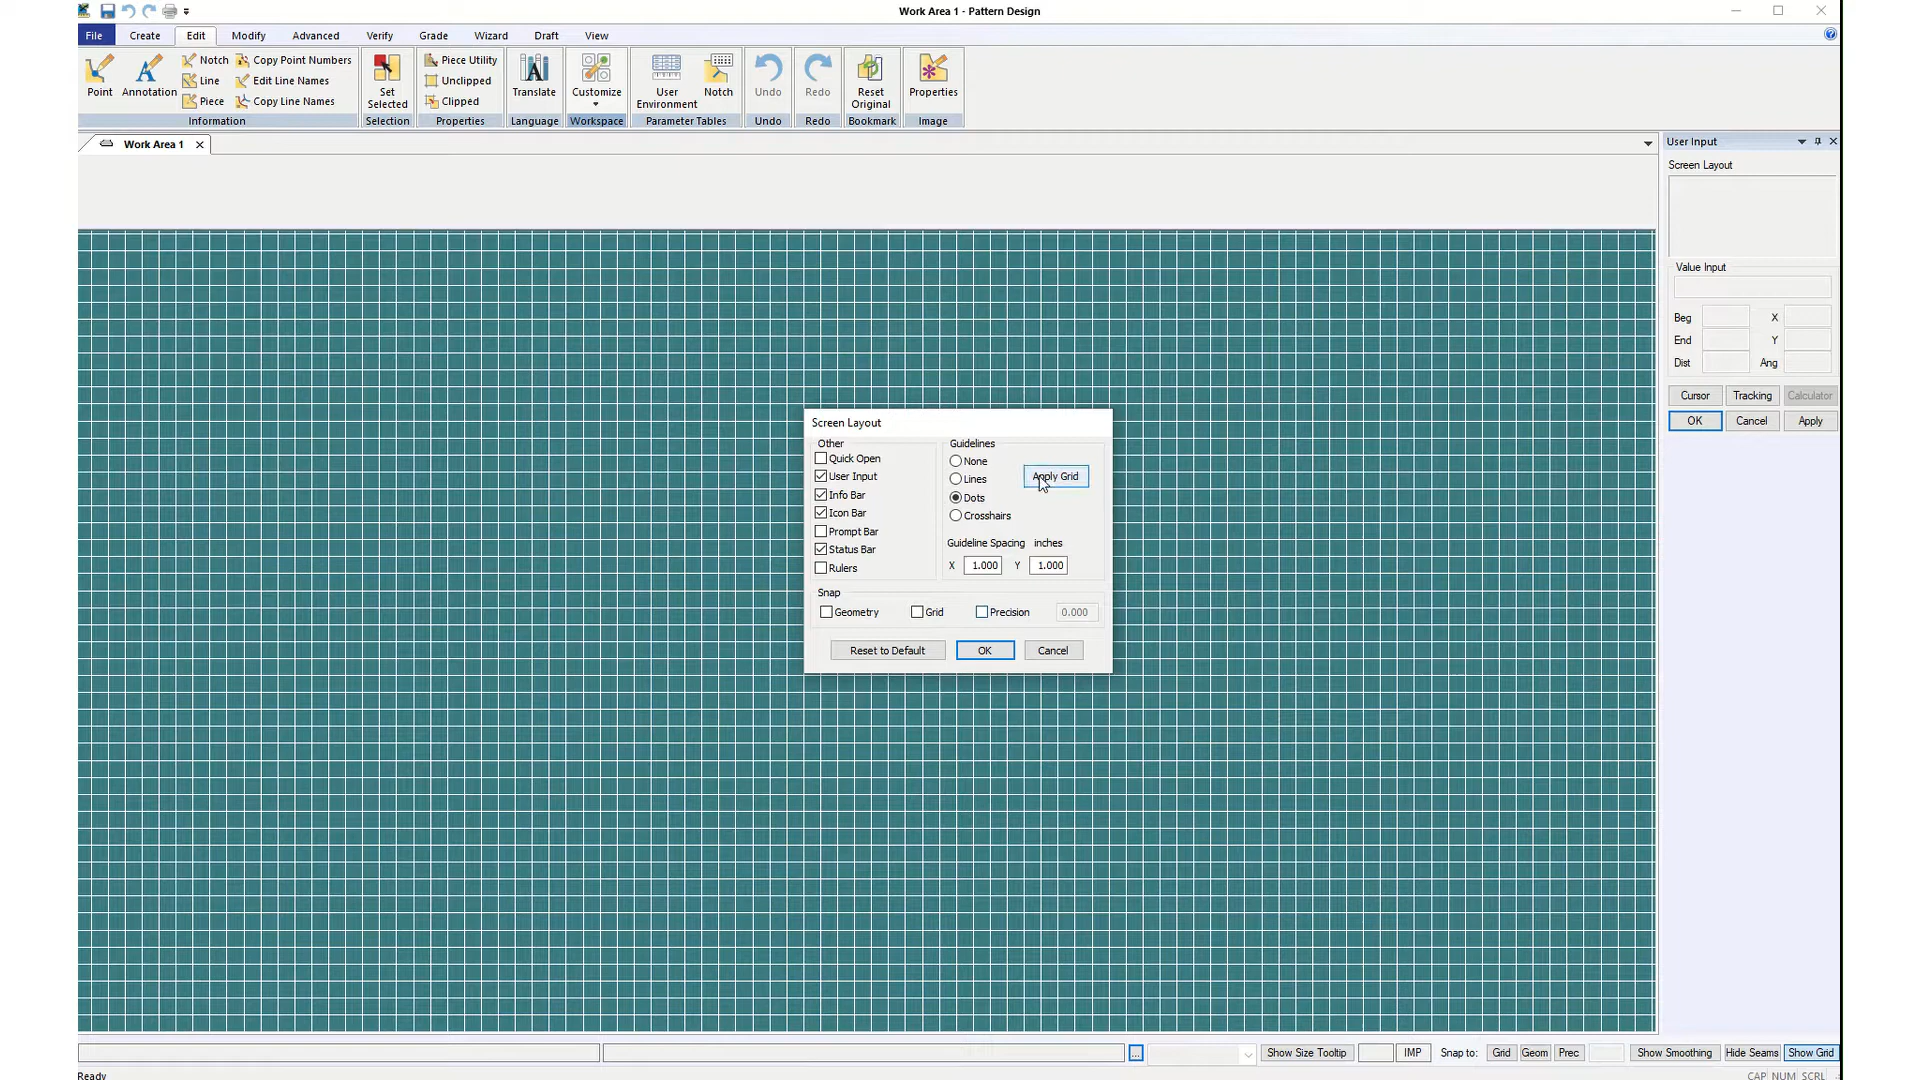 Work Area 1 - Pattern Design
File Create Edit Modify Advanced Verify Grade Wizard Draft View
Point
Annotation
Notch
Line
Piece
Copy Point Numbers
Edit Line Names
Copy Line Names
Information
Set
Selected
Selection
Piece Utility
Unclipped
Clipped
Properties
Translate
Language
Customize
Workspace
User
Environment
Notch
Parameter Tables
Undo
Undo
Redo
Redo
Reset
Original
Bookmark
Properties
Image
Work Area 1
User Input
Screen Layout
Value Input
Beg X
End Y
Dist Ang
Cursor Tracking Calculator
OK Cancel Apply
Screen Layout
Other
Quick Open
User Input
Info Bar
Icon Bar
Prompt Bar
Status Bar
Rulers
Guidelines
None
Lines
Dots
Crosshairs
Apply Grid
Guideline Spacing inches
X 1.000 Y 1.000
Snap
Geometry Grid Precision 0.000
Reset to Default OK Cancel
... Show Size Tooltip IMP Snap to: Grid Geom Prec Show Smoothing Hide Seams Show Grid
Ready CAP NUM SCRL